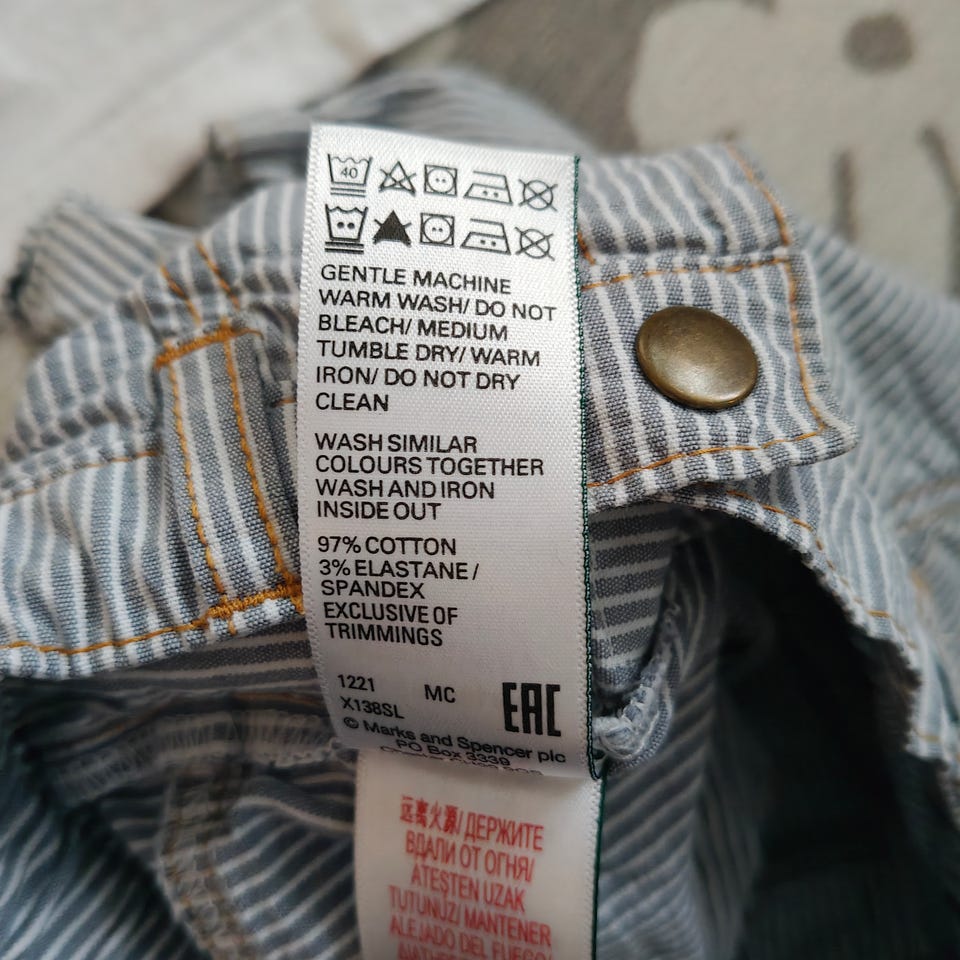 40
GENTLE MACHINE
WARM WASH/ DO NOT
BLEACH/ MEDIUM
TUMBLE DRY/ WARM
IRON/ DO NOT DRY
CLEAN
WASH SIMILAR
COLOURS TOGETHER
WASH AND IRON
INSIDE OUT
97% COTTON
3% ELASTANE /
SPANDEX
EXCLUSIVE OF
TRIMMINGS
1221 MC EAC
X138SL
© Marks and Spencer plc
PO Box 3339
远离火源/ ДЕРЖИТЕ
ВДАЛИ ОТ ОГНЯ/
ATEŞTEN UZAK
TUTUNUZ/ MANTENER
ALEJADO DEL FUEGO/